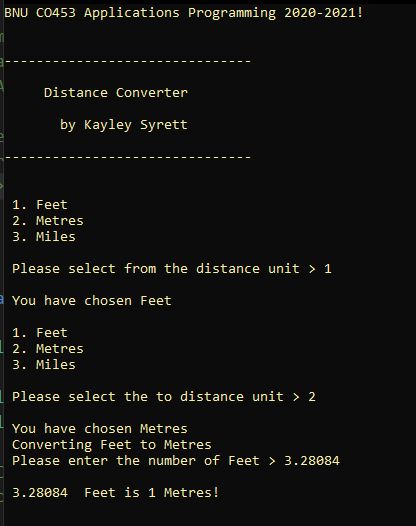 BNU CO453 Applications Programming 2020-2021!
-------------------------------
Distance Converter
by Kayley Syrett
-------------------------------
1. Feet
2. Metres
3. Miles
Please select from the distance unit > 1
You have chosen Feet
1. Feet
2. Metres
3. Miles
Please select the to distance unit > 2
You have chosen Metres
Converting Feet to Metres
Please enter the number of Feet > 3.28084
3.28084  Feet is 1 Metres!